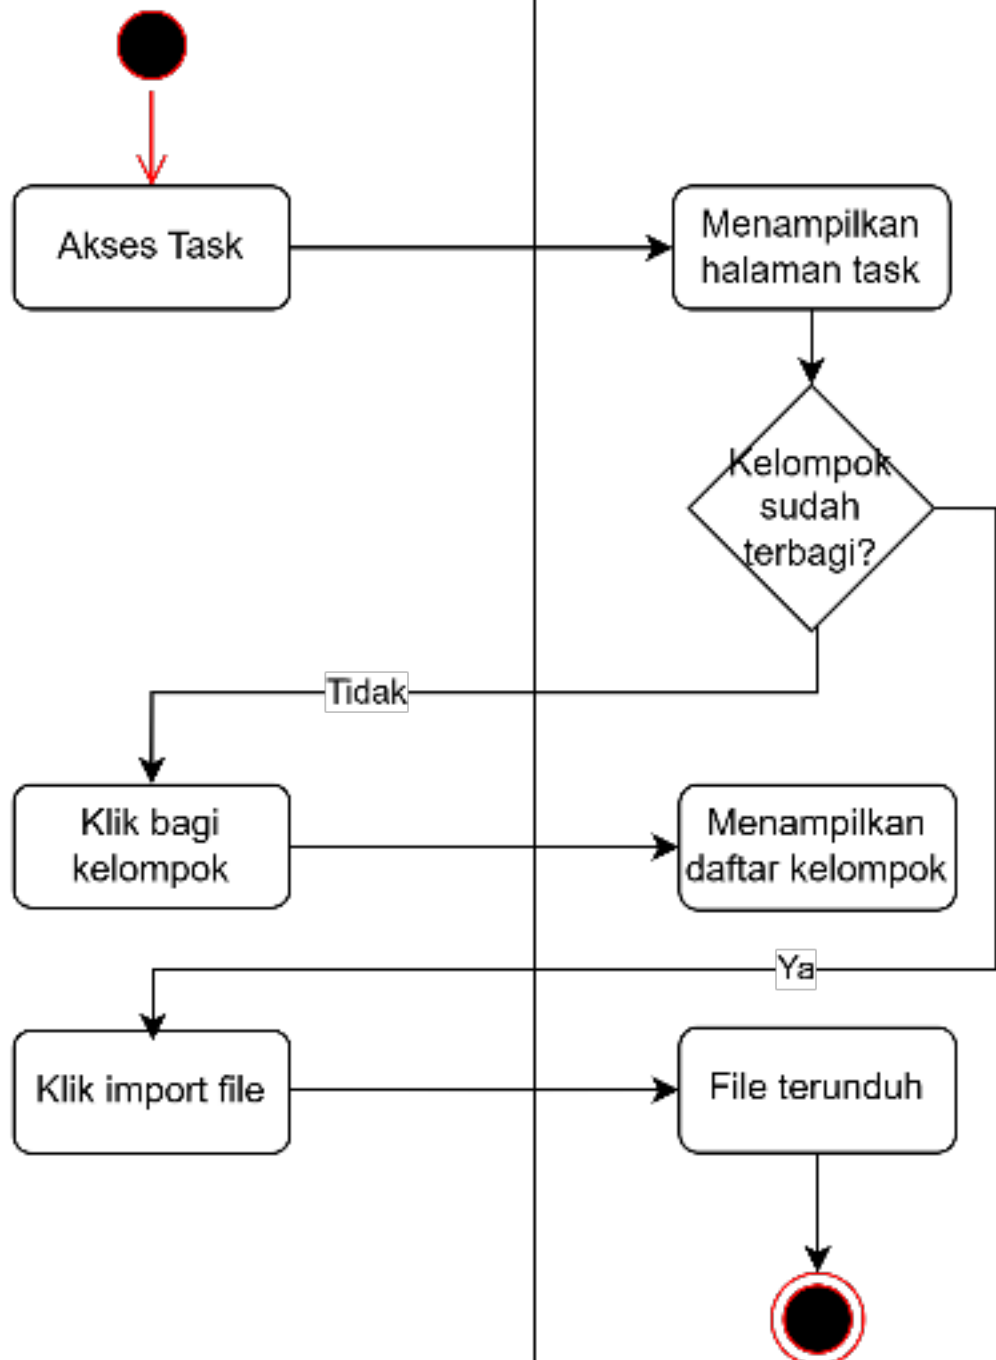 Akses Task
Menampilkan
halaman task
Kelompok
sudah
terbagi?
Tidak
Klik bagi
kelompok
Menampilkan
daftar kelompok
Ya
Klik import file
File terunduh